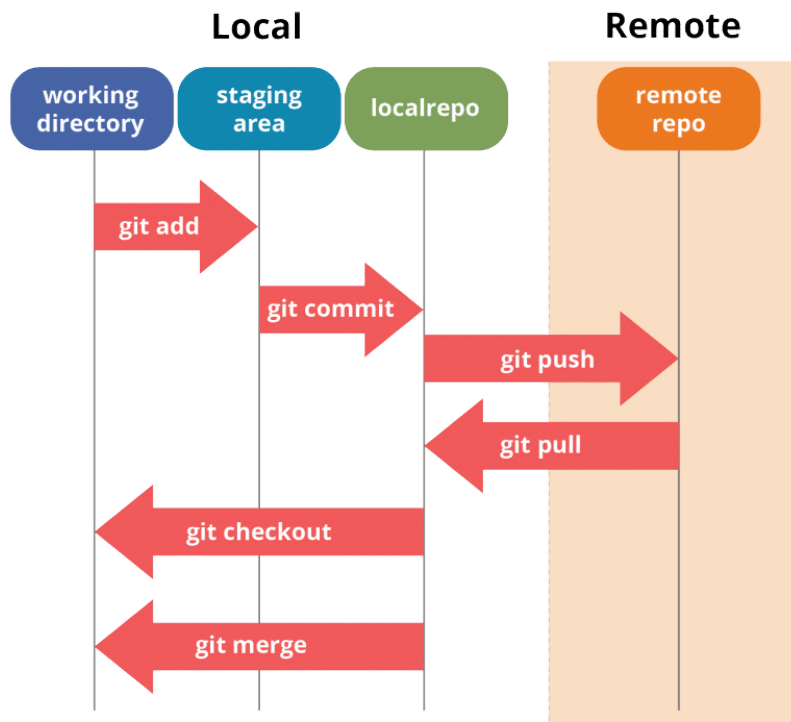 Local
Remote
working
directory
staging
area
localrepo
remote
repo
git add
git commit
git push
git pull
git checkout
git merge